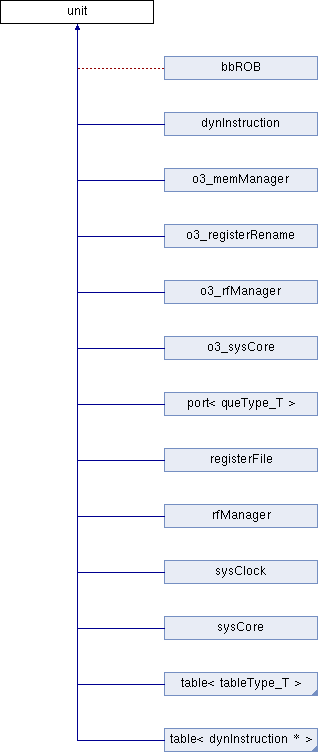 unit
bbROB
dynInstruction
o3_memManager
o3_registerRename
o3_rfManager
o3_sysCore
port< queType_T >
registerFile
rfManager
sysClock
sysCore
table< tableType_T >
table< dynInstruction * >